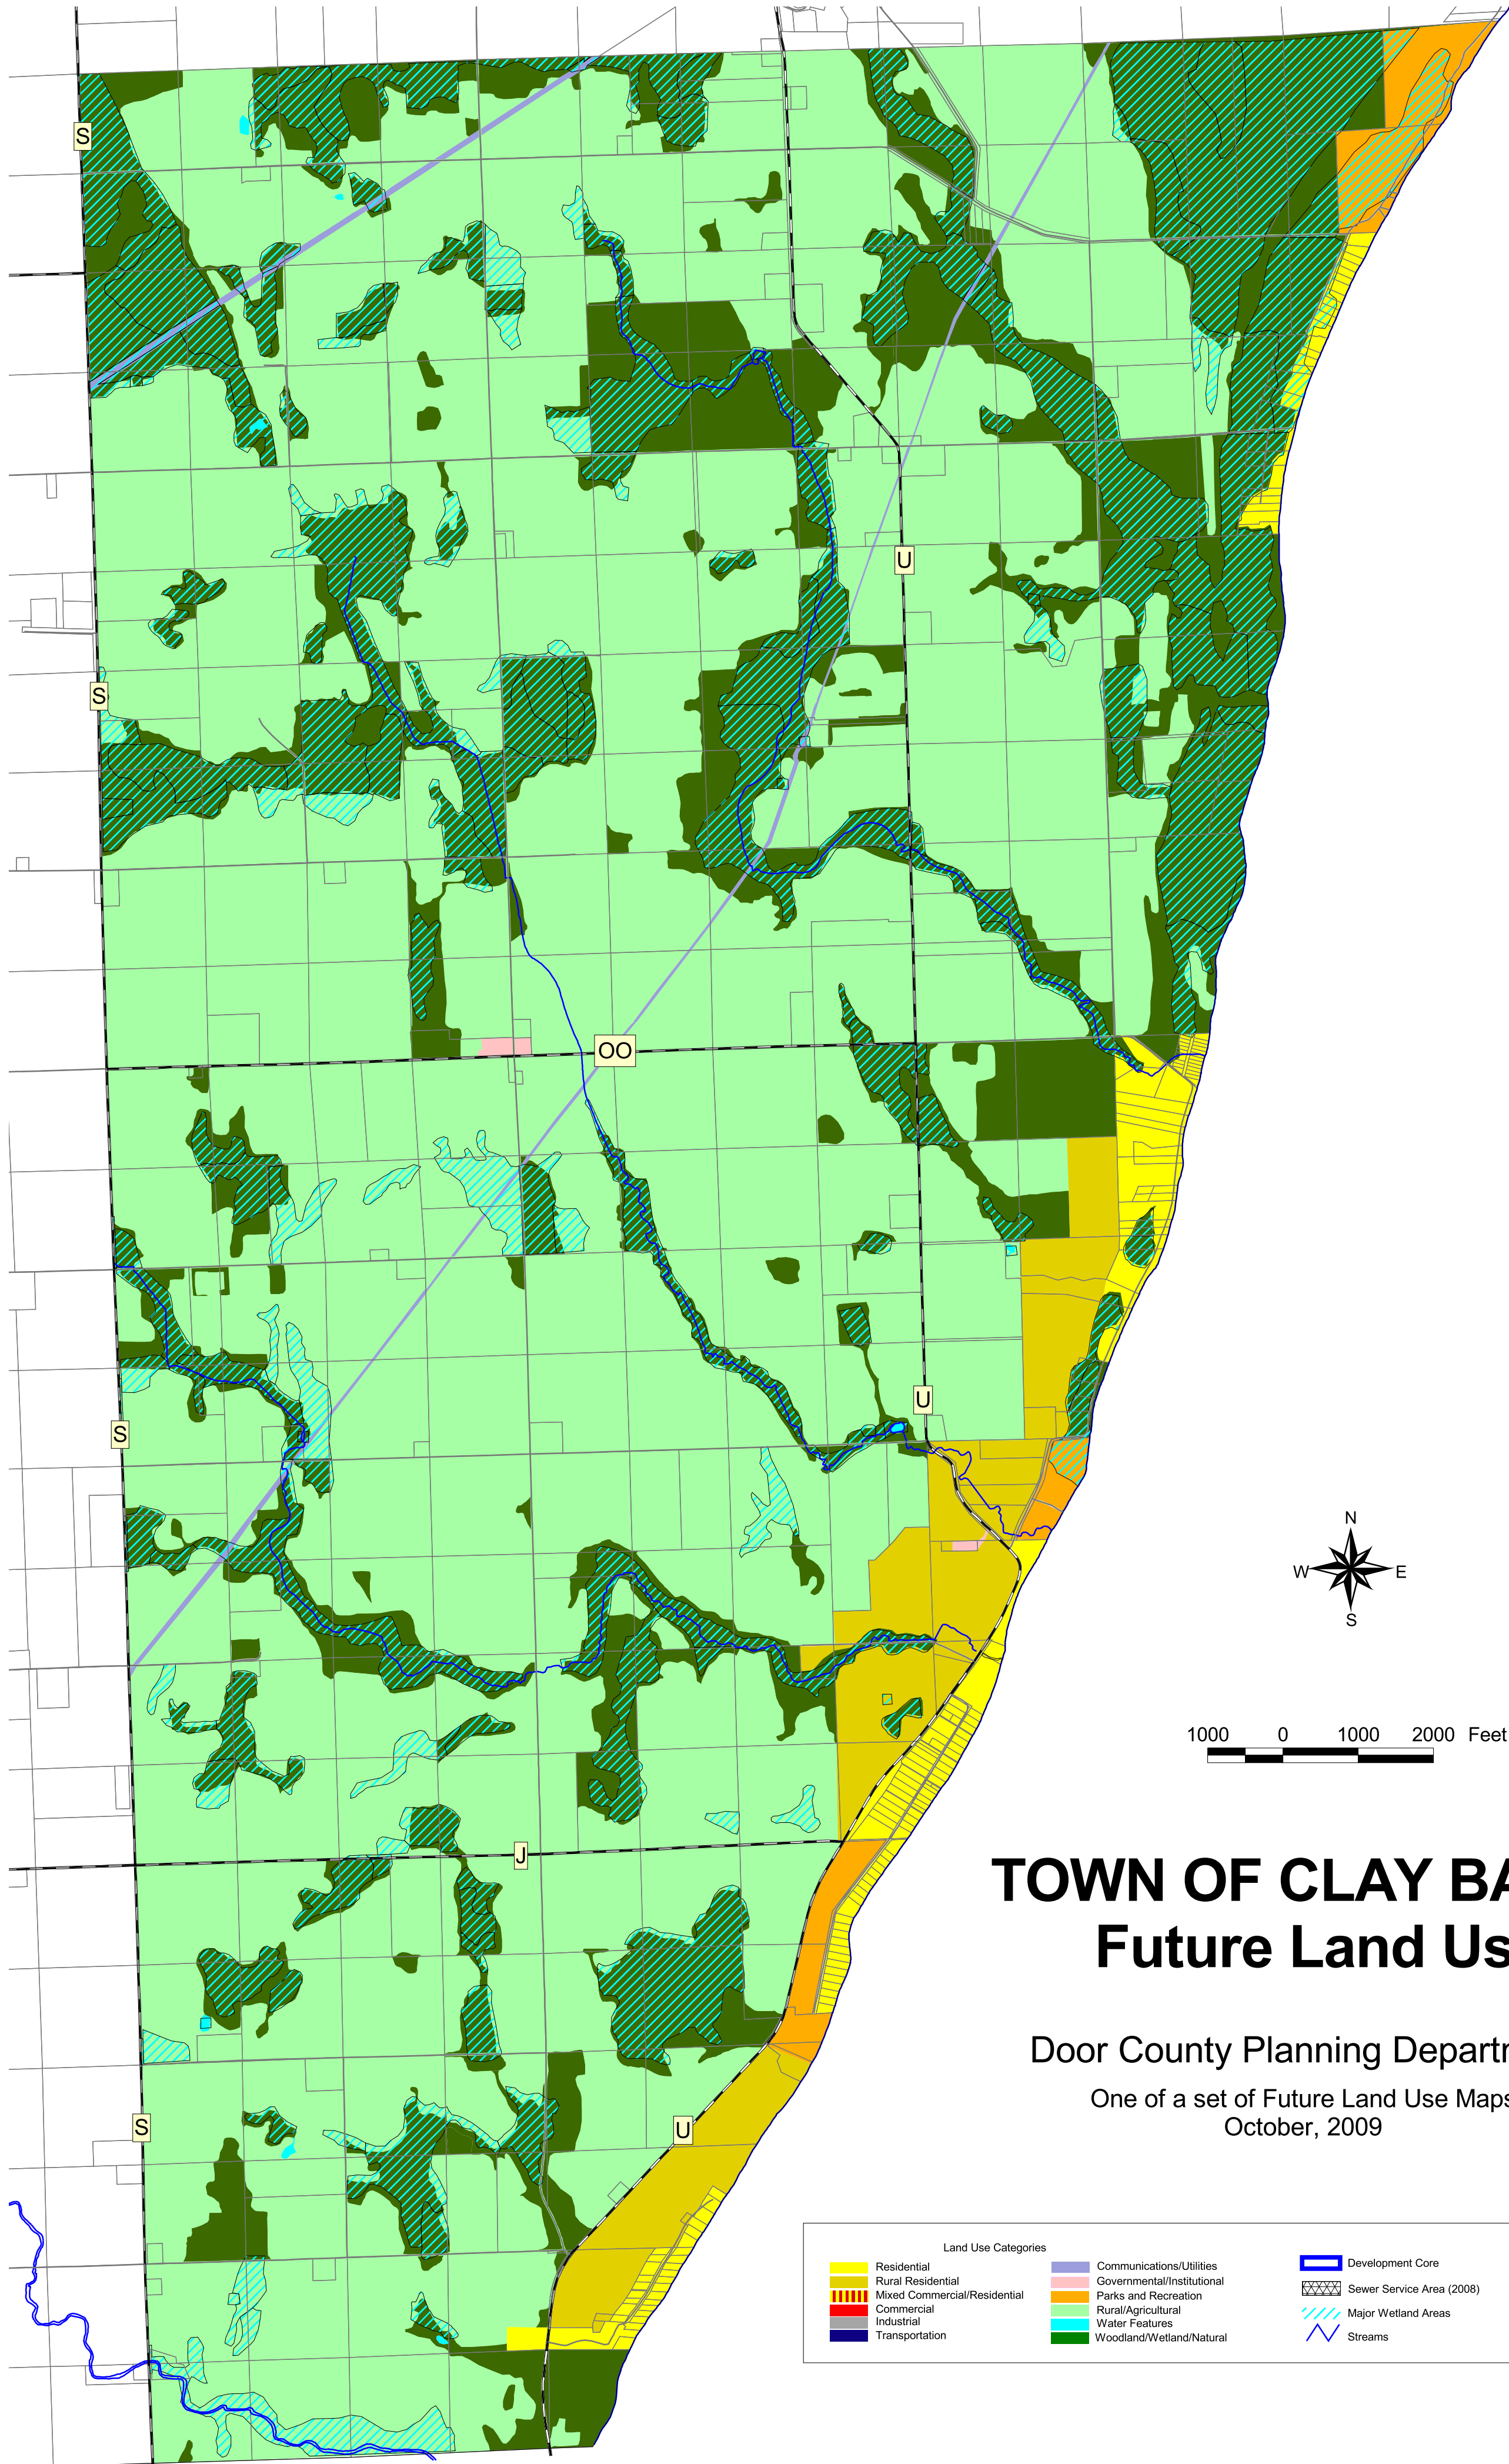 S
U
S
OO
U
S
N
W E
S
1000 0 1000 2000 Feet
J
TOWN OF CLAY BA
Future Land Us
Door County Planning Departm
One of a set of Future Land Use Maps
October, 2009
S
U
Land Use Categories
Residential
Rural Residential
Mixed Commercial/Residential
Commercial
Industrial
Transportation
Communications/Utilities
Governmental/Institutional
Parks and Recreation
Rural/Agricultural
Water Features
Woodland/Wetland/Natural
Development Core
Sewer Service Area (2008)
Major Wetland Areas
Streams